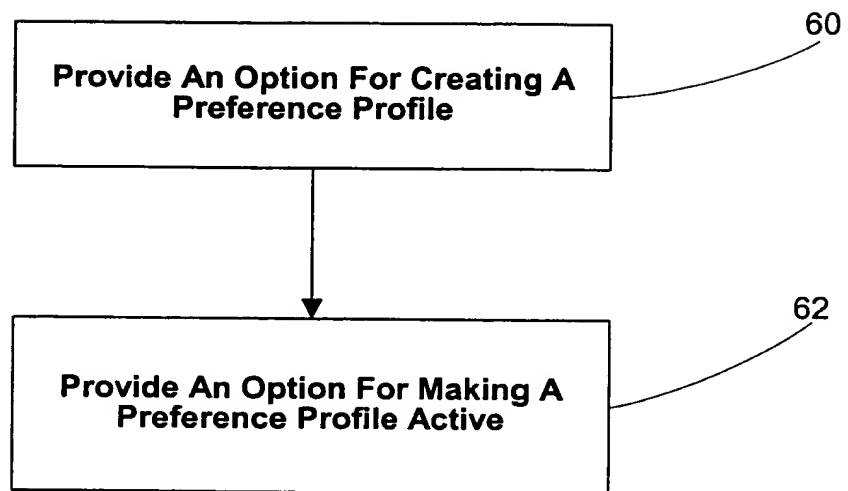 60
Provide An Option For Creating A
Preference Profile
62
Provide An Option For Making A
Preference Profile Active